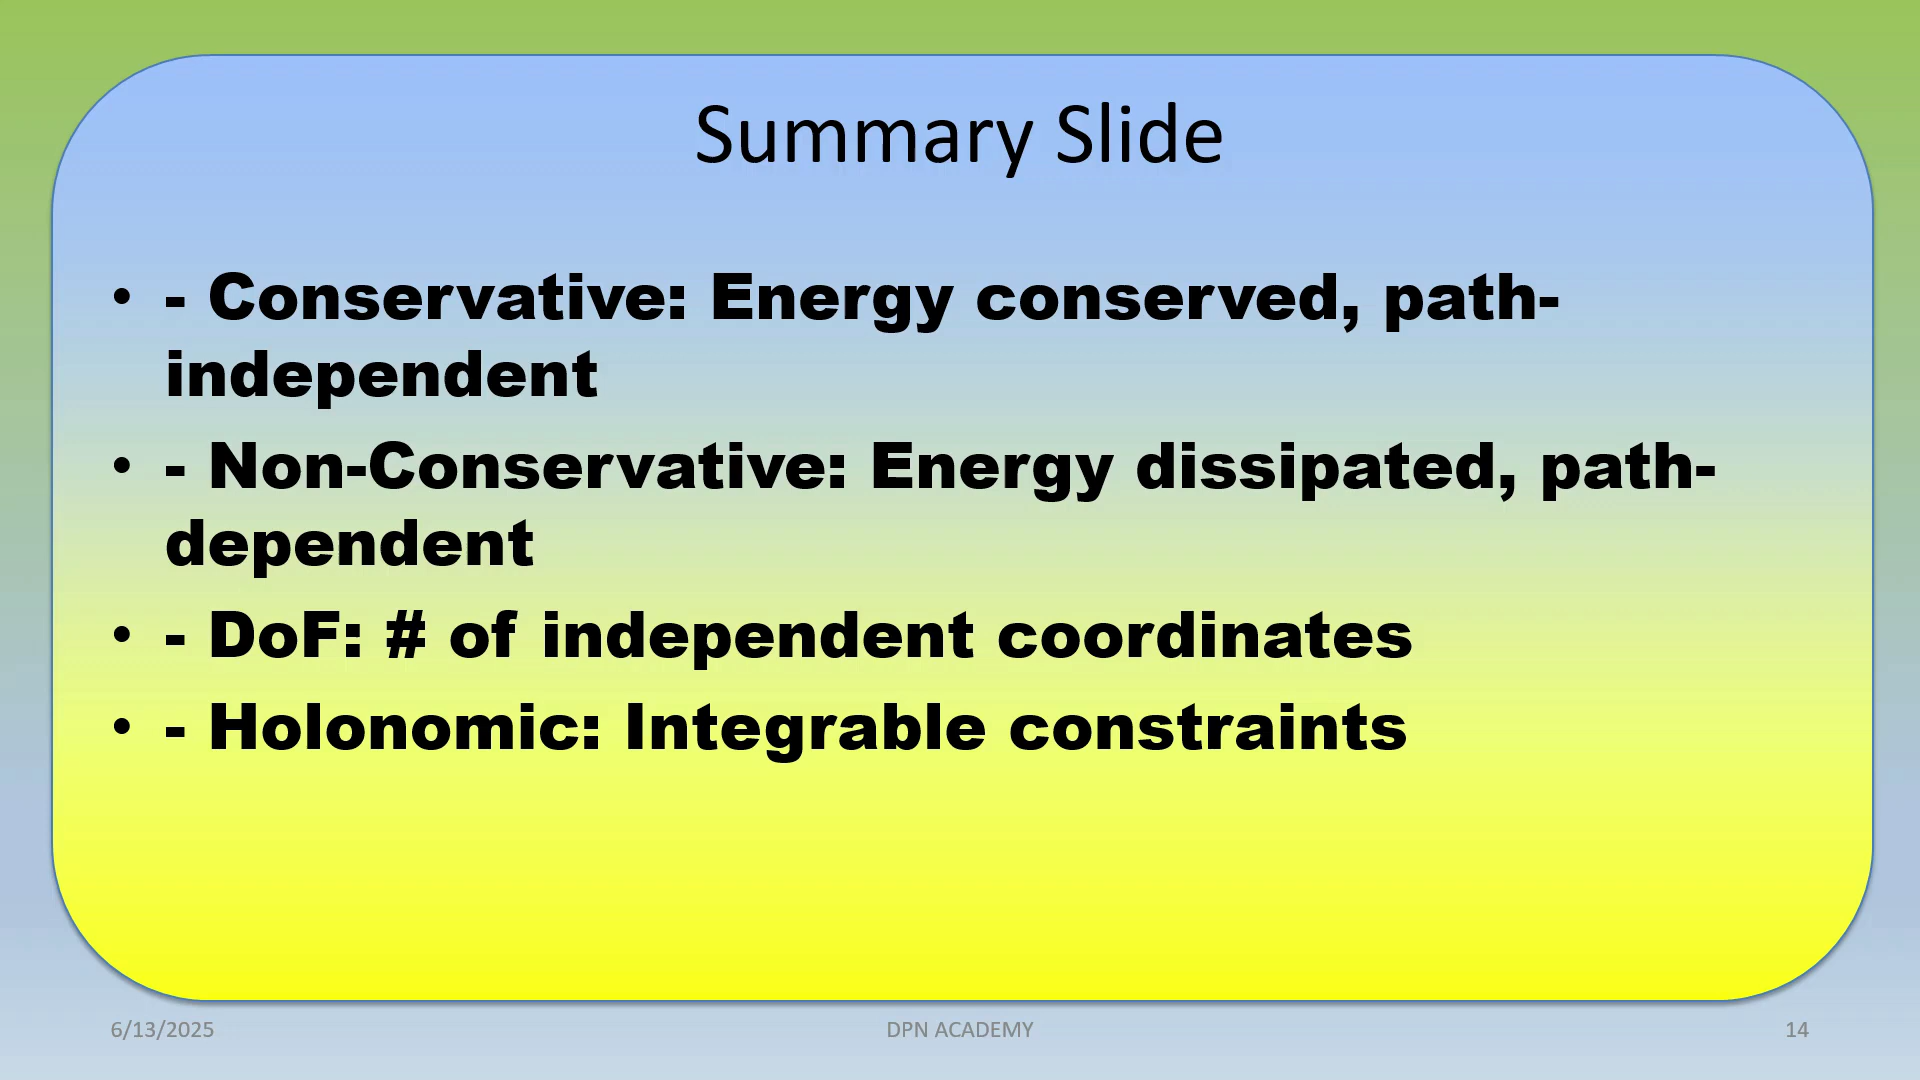 Summary Slide
• - Conservative: Energy conserved, path-
independent
• - Non-Conservative: Energy dissipated, path-
dependent
• - DoF: # of independent coordinates
• - Holonomic: Integrable constraints
6/13/2025
DPN ACADEMY
14